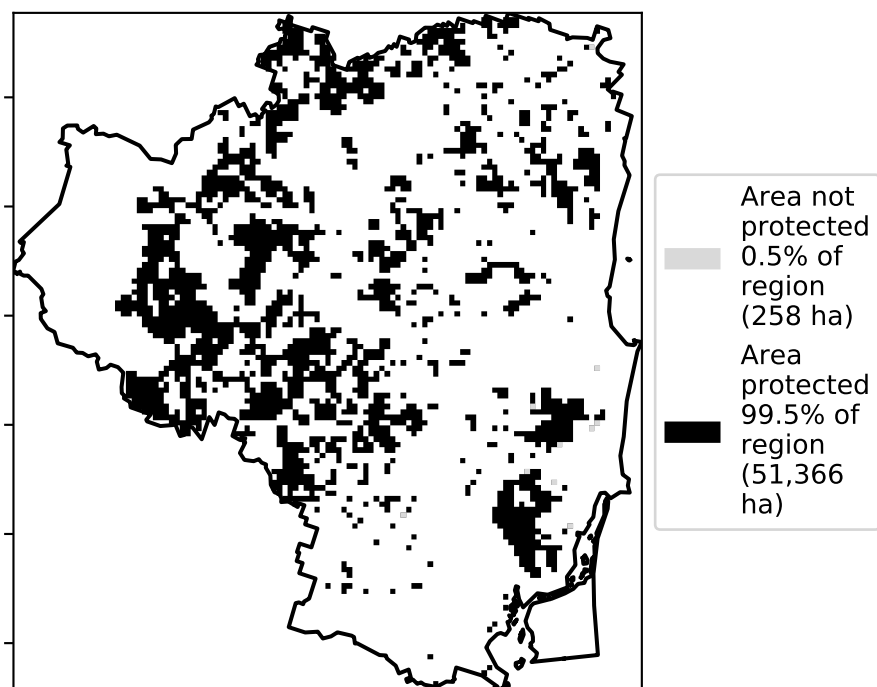 Area not
protected
0.5% of
region
(258 ha)
Area
protected
99.5% of
region
(51,366
ha)